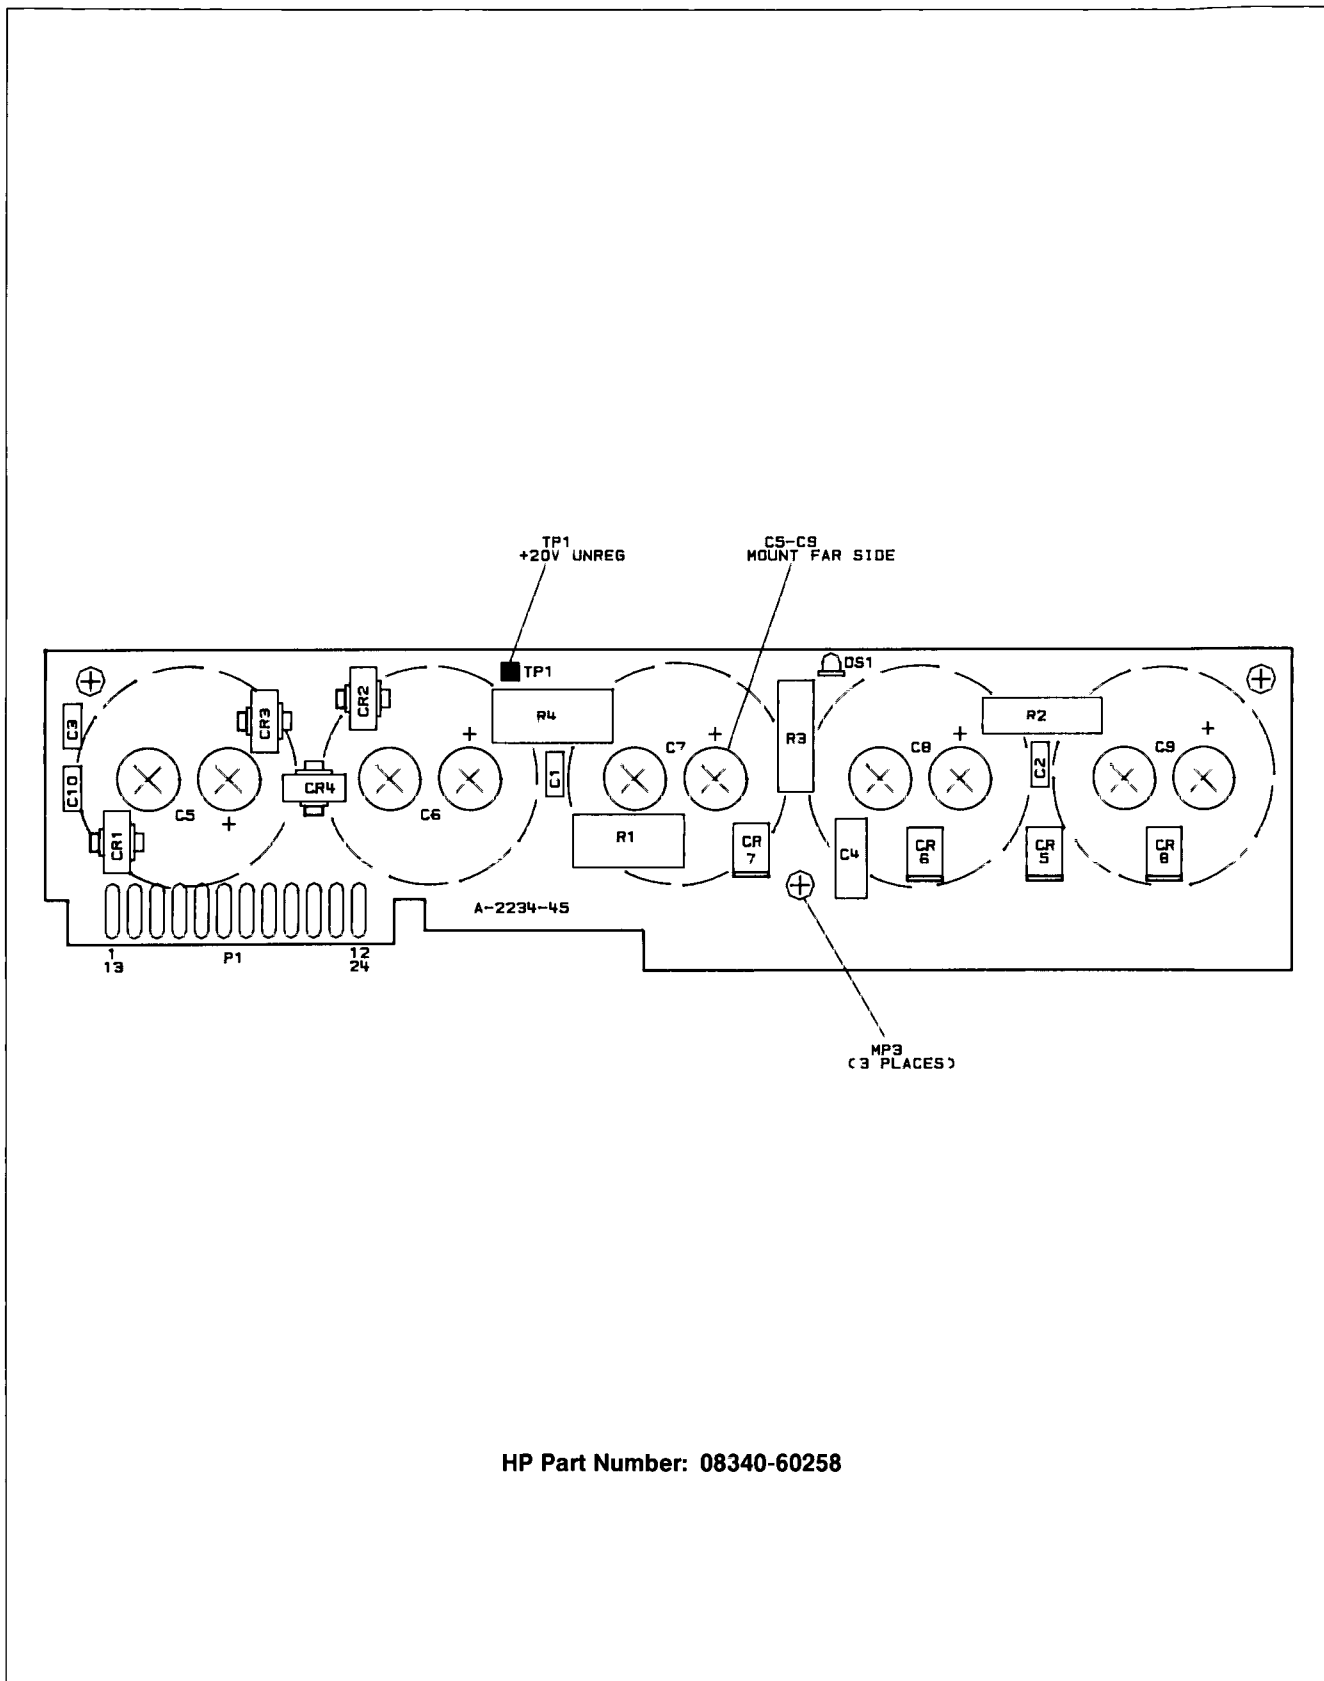 TP1
+20V UNREG
C5-C9
MOUNT FAR SIDE
TP1
DS1
CR2
CR3
C3
R4
R3
R2
C7
C8
C9
C10
CR4
C1
C2
C5
C6
CR1
R1
CR
7
C4
CR
6
CR
5
CR
8
A-2234-45
1
13
P1
12
24
MP3
(3 PLACES)
HP Part Number: 08340-60258